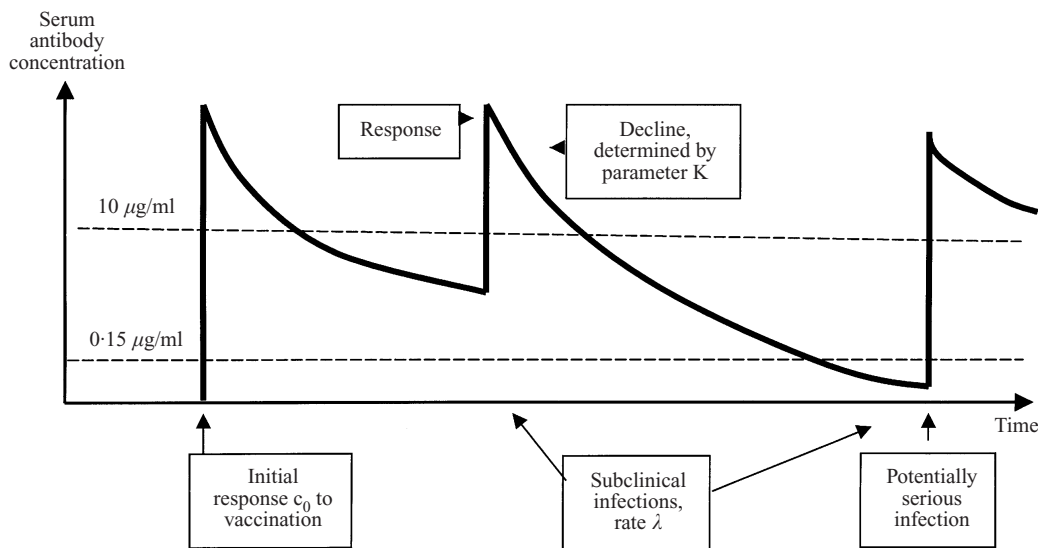 Serum
antibody
concentration
Response
Decline,
determined by
parameter K
10 μg/ml
0·15 μg/ml
Time
Initial
response c₀ to
vaccination
Subclinical
infections,
rate λ
Potentially
serious
infection